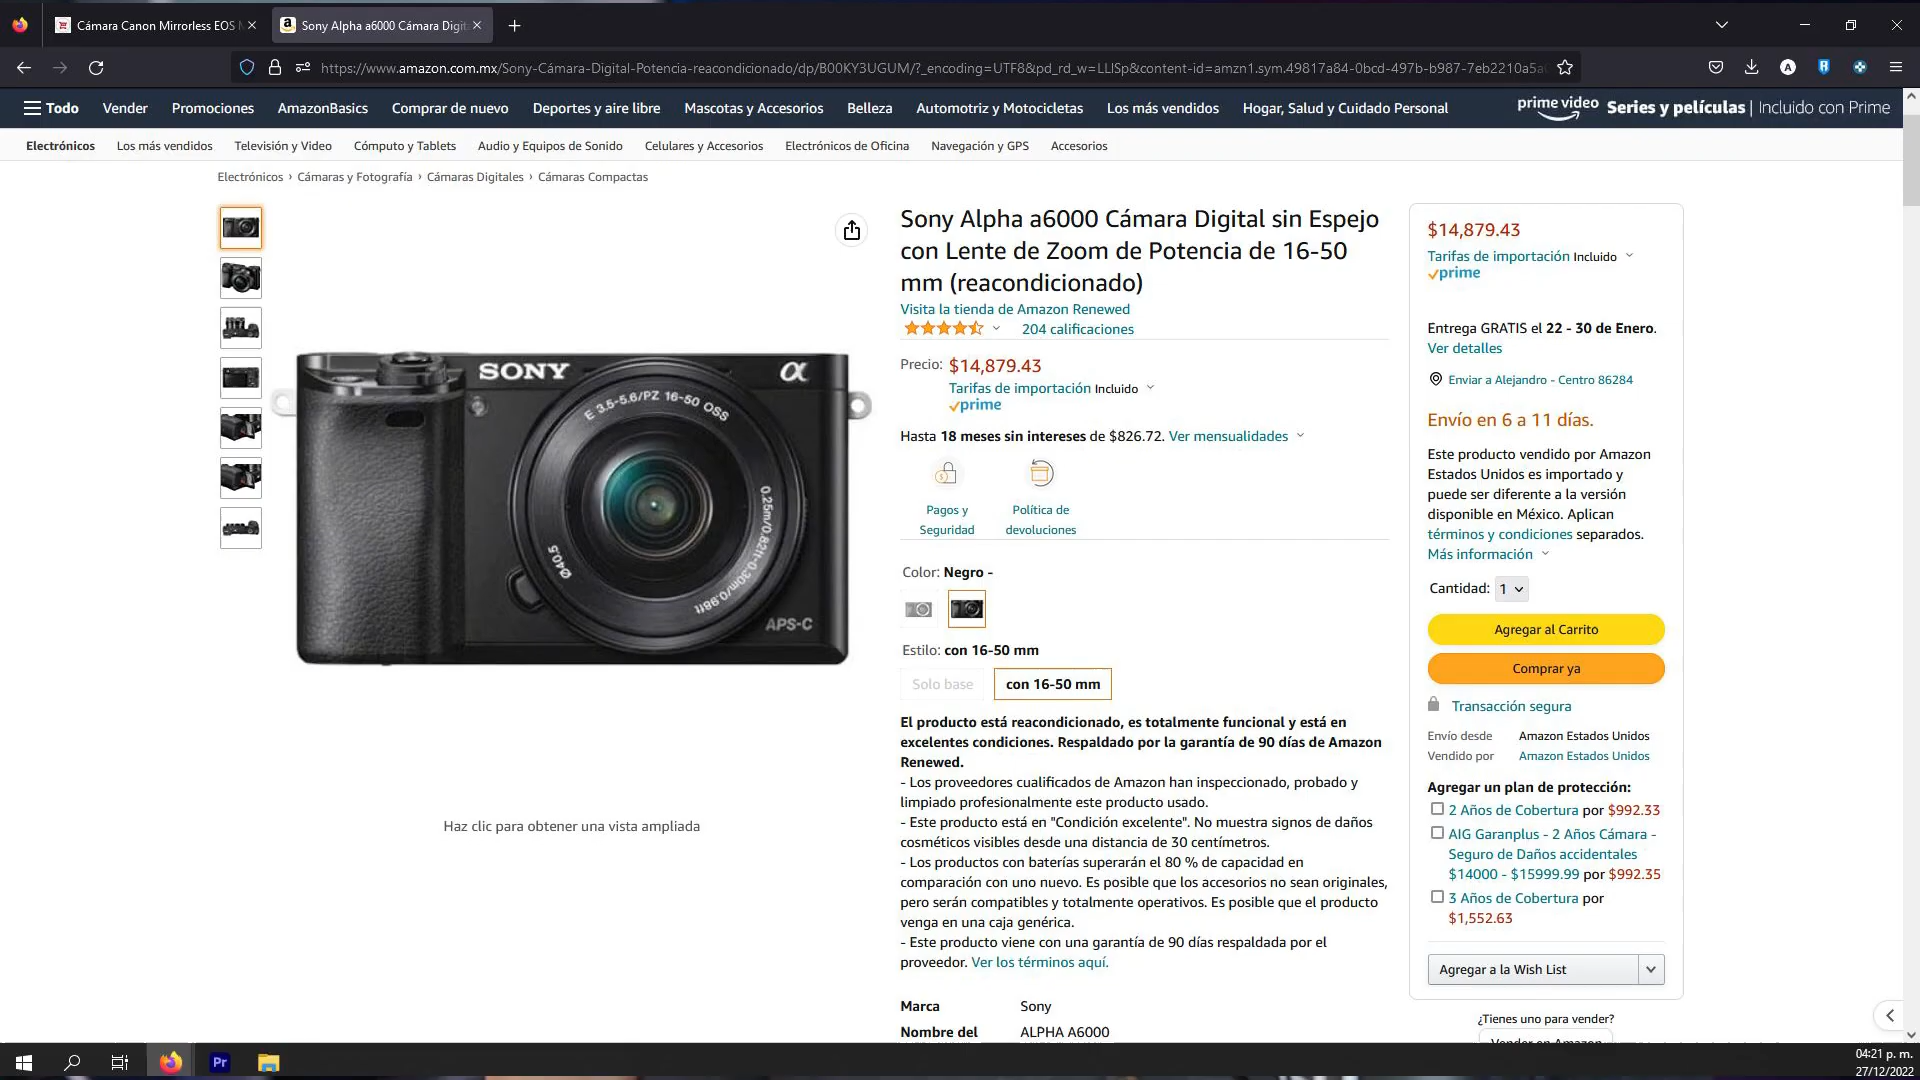 Cámara Canon Mirrorless EOS M
Sony Alpha a6000 Cámara Digit
https://www.amazon.com.mx/Sony-Cámara-Digital-Potencia-reacondicionado/dp/B00KY3UGUM/?_encoding=UTF8&pd_rd_w=LLISp&content-id=amzn1.sym.49817a84-0bcd-497b-b987-7eb2210a5a
Todo Vender Promociones AmazonBasics Comprar de nuevo Deportes y aire libre Mascotas y Accesorios Belleza Automotriz y Motocicletas Los más vendidos Hogar, Salud y Cuidado Personal prime video Series y películas | Incluido con Prime
Electrónicos Los más vendidos Televisión y Video Cómputo y Tablets Audio y Equipos de Sonido Celulares y Accesorios Electrónicos de Oficina Navegación y GPS Accesorios
Electrónicos › Cámaras y Fotografía › Cámaras Digitales › Cámaras Compactas
SONY
α
E 3.5-5.6/PZ 16-50 OSS
0.25m/0.82ft-0.30m/0.98ft
Ø40.5
APS-C
Haz clic para obtener una vista ampliada
Sony Alpha a6000 Cámara Digital sin Espejo
con Lente de Zoom de Potencia de 16-50
mm (reacondicionado)
Visita la tienda de Amazon Renewed
204 calificaciones
Precio: $14,879.43
Tarifas de importación Incluido
prime
Hasta 18 meses sin intereses de $826.72. Ver mensualidades
Pagos y
Seguridad
Política de
devoluciones
Color: Negro -
Estilo: con 16-50 mm
Solo base
con 16-50 mm
El producto está reacondicionado, es totalmente funcional y está en
excelentes condiciones. Respaldado por la garantía de 90 días de Amazon
Renewed.
- Los proveedores cualificados de Amazon han inspeccionado, probado y
limpiado profesionalmente este producto usado.
- Este producto está en "Condición excelente". No muestra signos de daños
cosméticos visibles desde una distancia de 30 centímetros.
- Los productos con baterías superarán el 80 % de capacidad en
comparación con uno nuevo. Es posible que los accesorios no sean originales,
pero serán compatibles y totalmente operativos. Es posible que el producto
venga en una caja genérica.
- Este producto viene con una garantía de 90 días respaldada por el
proveedor. Ver los términos aquí.
Marca Sony
Nombre del ALPHA A6000
$14,879.43
Tarifas de importación Incluido
prime
Entrega GRATIS el 22 - 30 de Enero.
Ver detalles
Enviar a Alejandro - Centro 86284
Envío en 6 a 11 días.
Este producto vendido por Amazon
Estados Unidos es importado y
puede ser diferente a la versión
disponible en México. Aplican
términos y condiciones separados.
Más información
Cantidad: 1
Agregar al Carrito
Comprar ya
Transacción segura
Envío desde Amazon Estados Unidos
Vendido por Amazon Estados Unidos
Agregar un plan de protección:
2 Años de Cobertura por $992.33
AIG Garanplus - 2 Años Cámara -
Seguro de Daños accidentales
$14000 - $15999.99 por $992.35
3 Años de Cobertura por
$1,552.63
Agregar a la Wish List
¿Tienes uno para vender?
Vender en Amazon
Pr
04:21 p. m.
27/12/2022